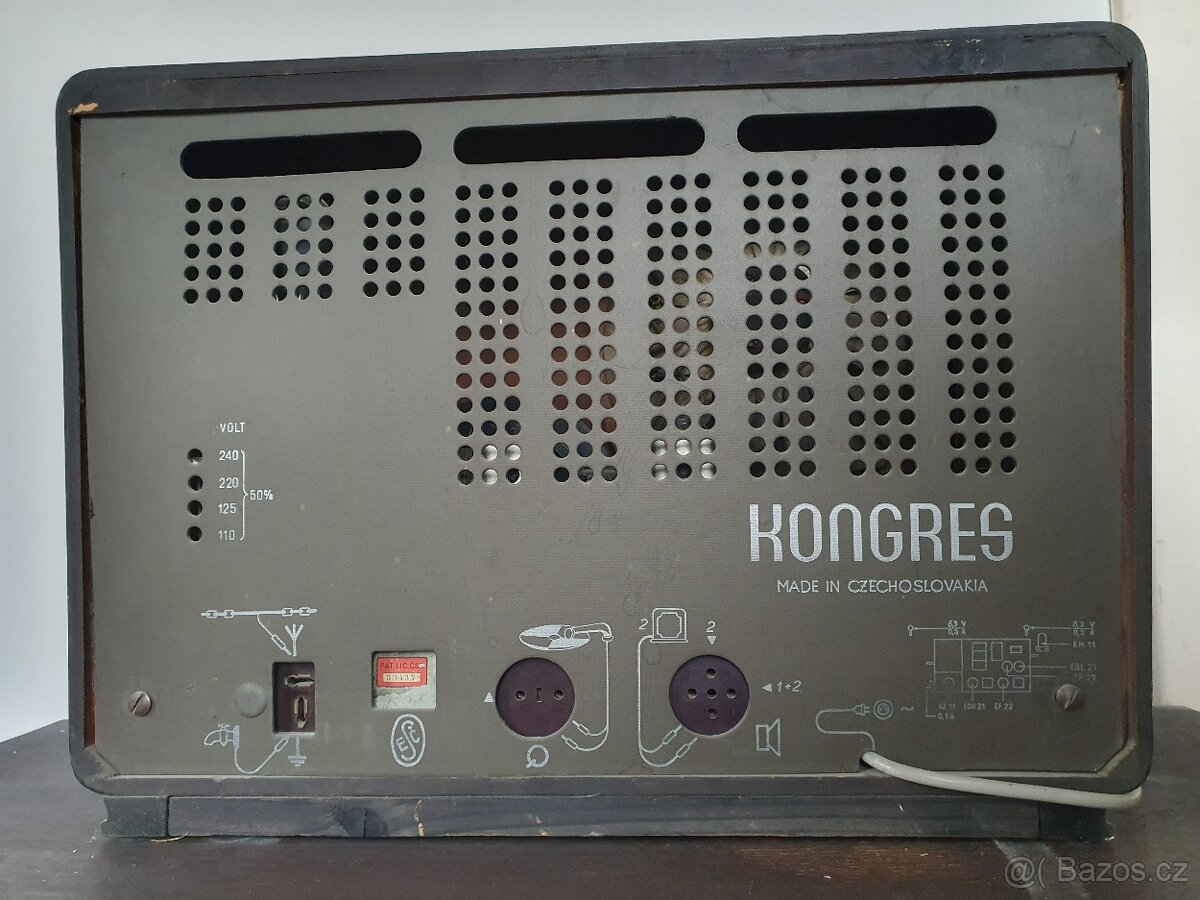 VOLT
240
220
125
110
50%
KONGRES
MADE IN CZECHOSLOVAKIA
PAT. LIC. ČS.
ESČ
2
2
1+2
6,3 V
0,3 A
6,3 V
0,3 A
EM 11
EBL 21
EF 22
AZ 11 ECH 21 EF 22
~
@( Bazos.cz